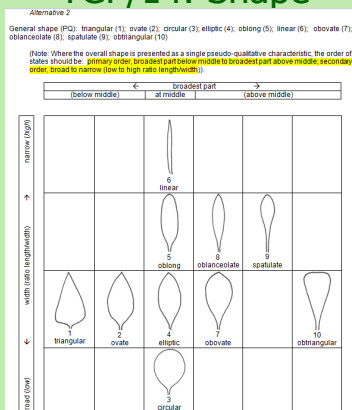 TGP/14: Shape
Alternative 2
General shape (PQ): triangular (1); ovate (2); circular (3); elliptic (4); oblong (5); linear (6); obovate (7);
oblanceolate (8); spatulate (9); obtriangular (10)
(Note: Where the overall shape is presented as a single pseudo-qualitative characteristic, the order of
states should be: primary order, broadest part below middle to broadest part above middle; secondary
order, broad to narrow (low to high ratio length/width)).
← broadest part →
(below middle) at middle (above middle)
narrow (high)
6
linear
← width (ratio length/width) →
5
oblong
8
oblanceolate
9
spatulate
1
triangular
2
ovate
4
elliptic
7
obovate
10
obtriangular
(low)
3
circular